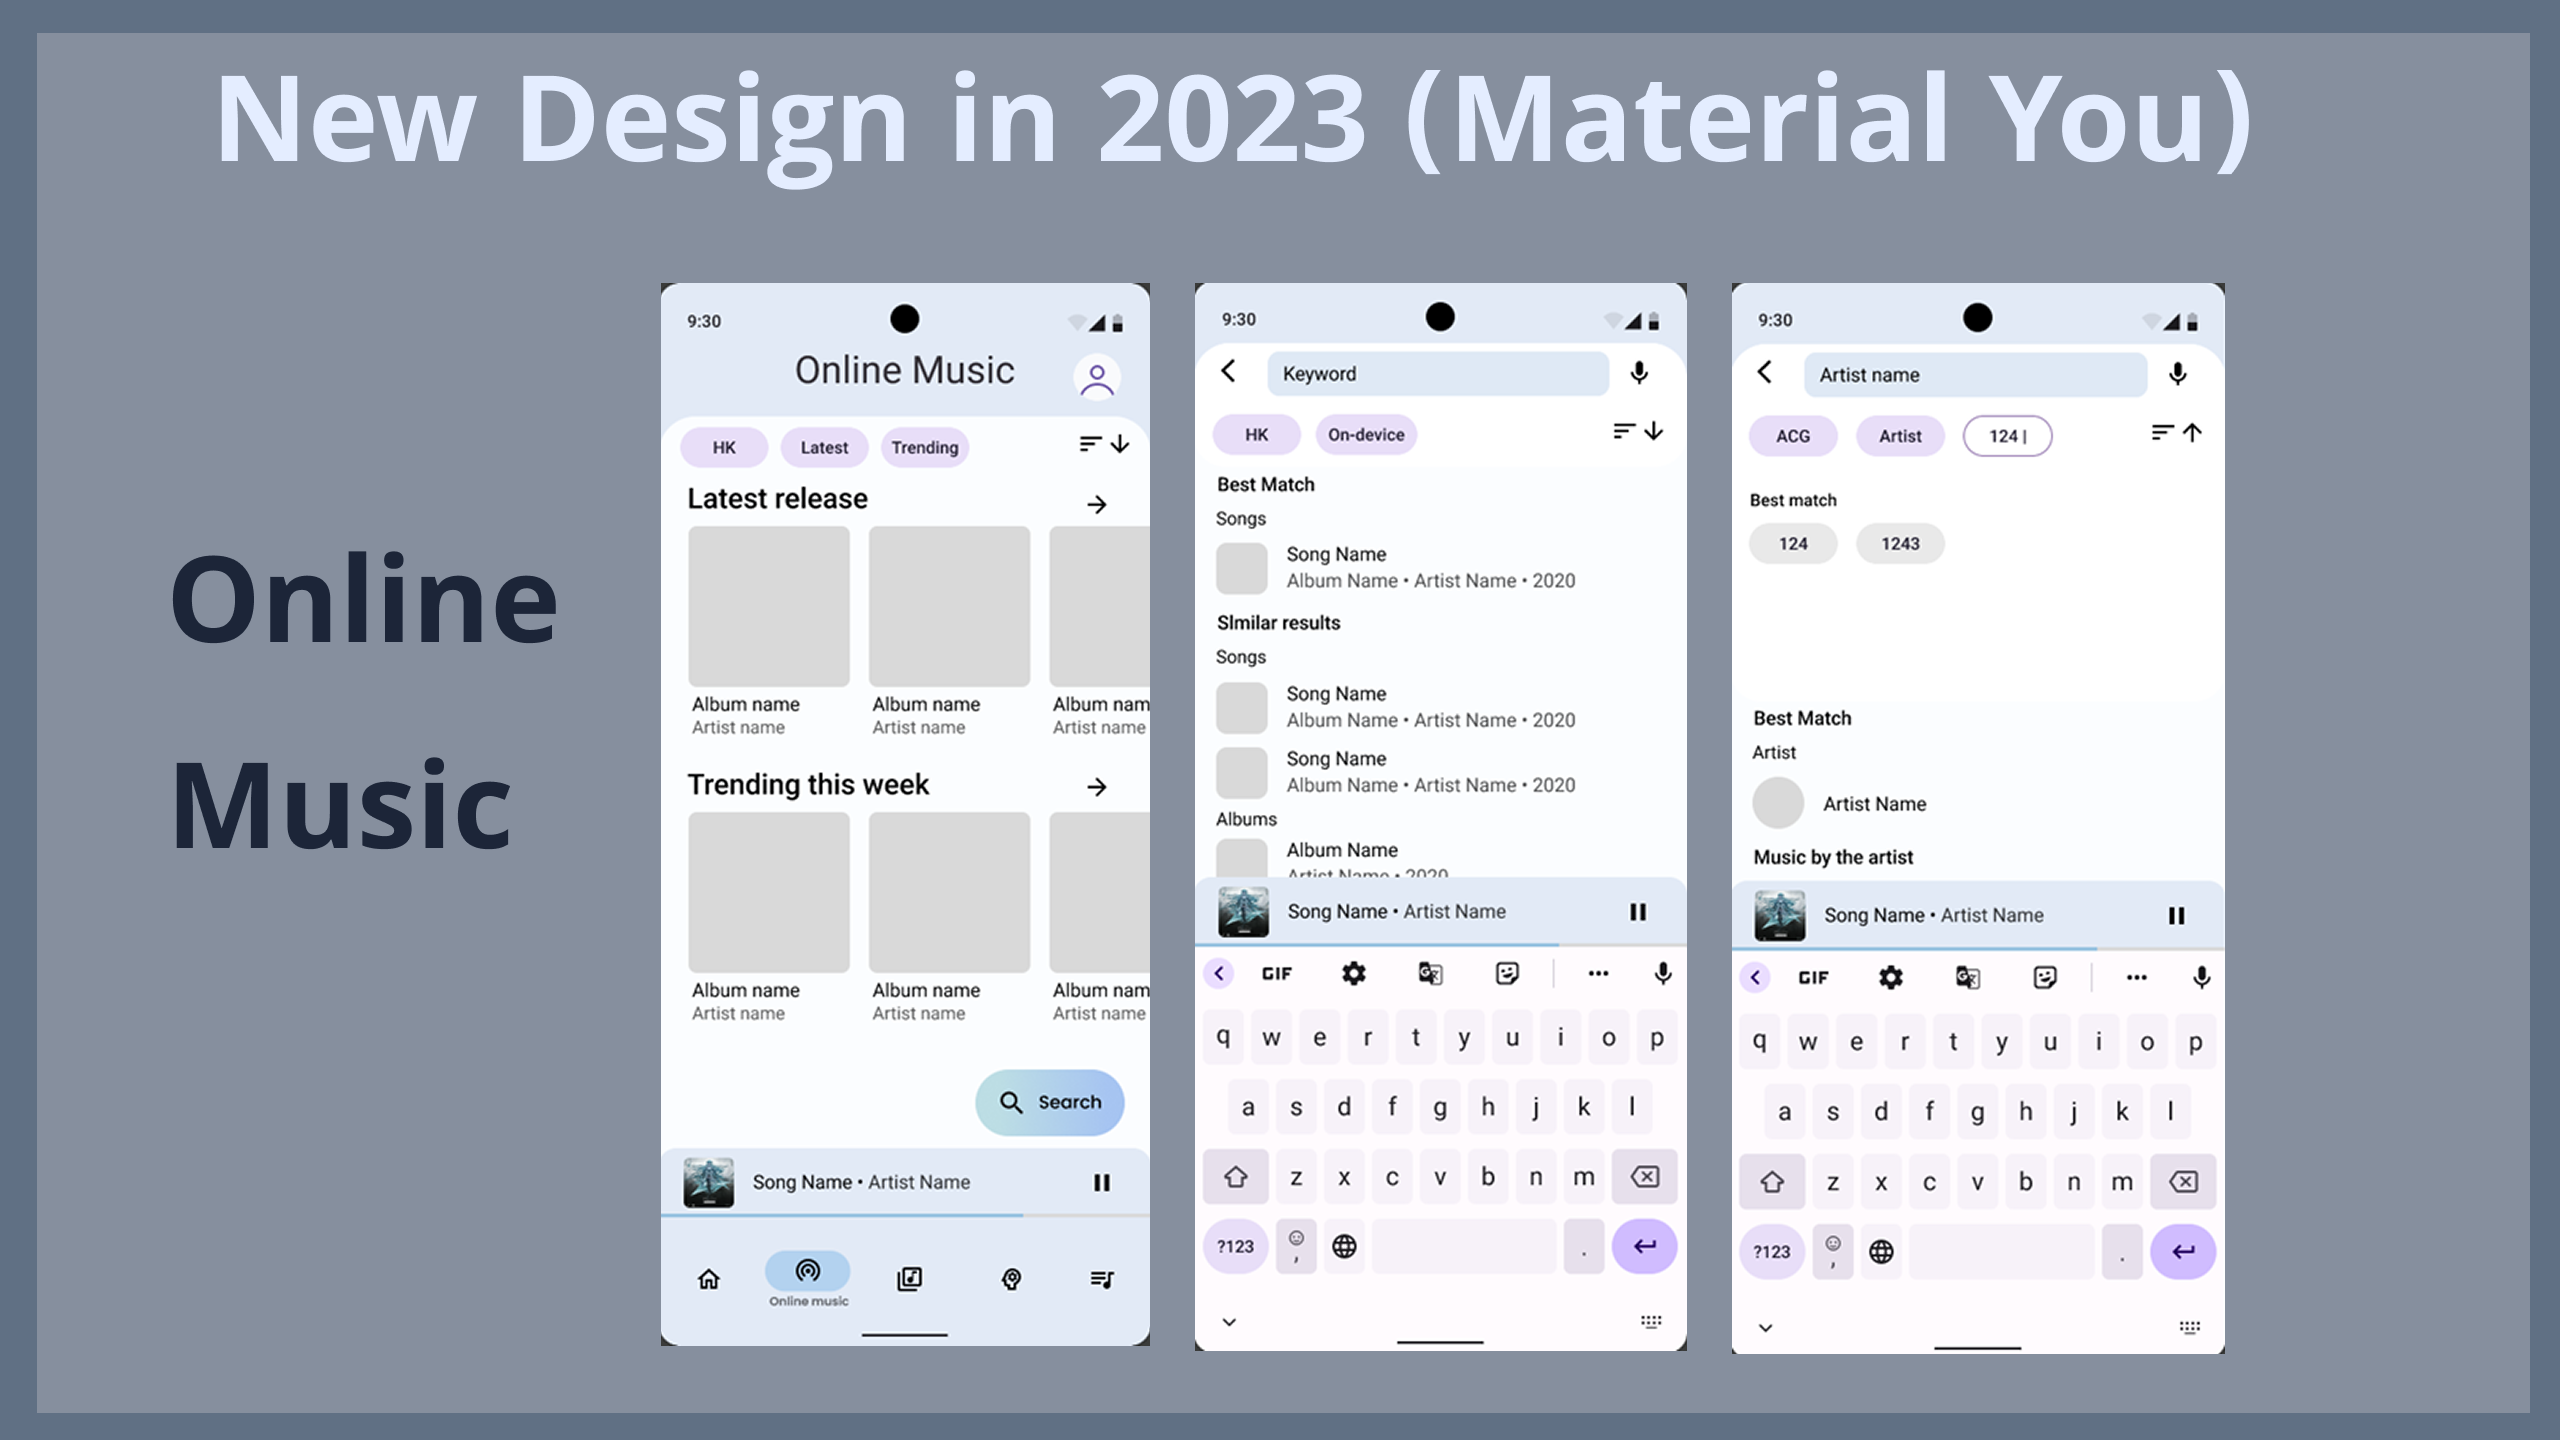 New Design in 2023 (Material You)
Online
Music
9:30
Online Music
HK Latest Trending
Latest release
Album name Album name Album nam
Artist name Artist name Artist name
Trending this week
Album name Album name Album nam
Artist name Artist name Artist name
Search
Song Name • Artist Name
Online music
9:30
Keyword
HK On-device
Best Match
Songs
Song Name
Album Name • Artist Name • 2020
SImilar results
Songs
Song Name
Album Name • Artist Name • 2020
Song Name
Album Name • Artist Name • 2020
Albums
Album Name
Artist Name • 2020
Song Name • Artist Name
GIF
q w e r t y u i o p
a s d f g h j k l
z x c v b n m
?123 , .
9:30
Artist name
ACG Artist 124 |
Best match
124 1243
Best Match
Artist
Artist Name
Music by the artist
Song Name • Artist Name
GIF
q w e r t y u i o p
a s d f g h j k l
z x c v b n m
?123 , .